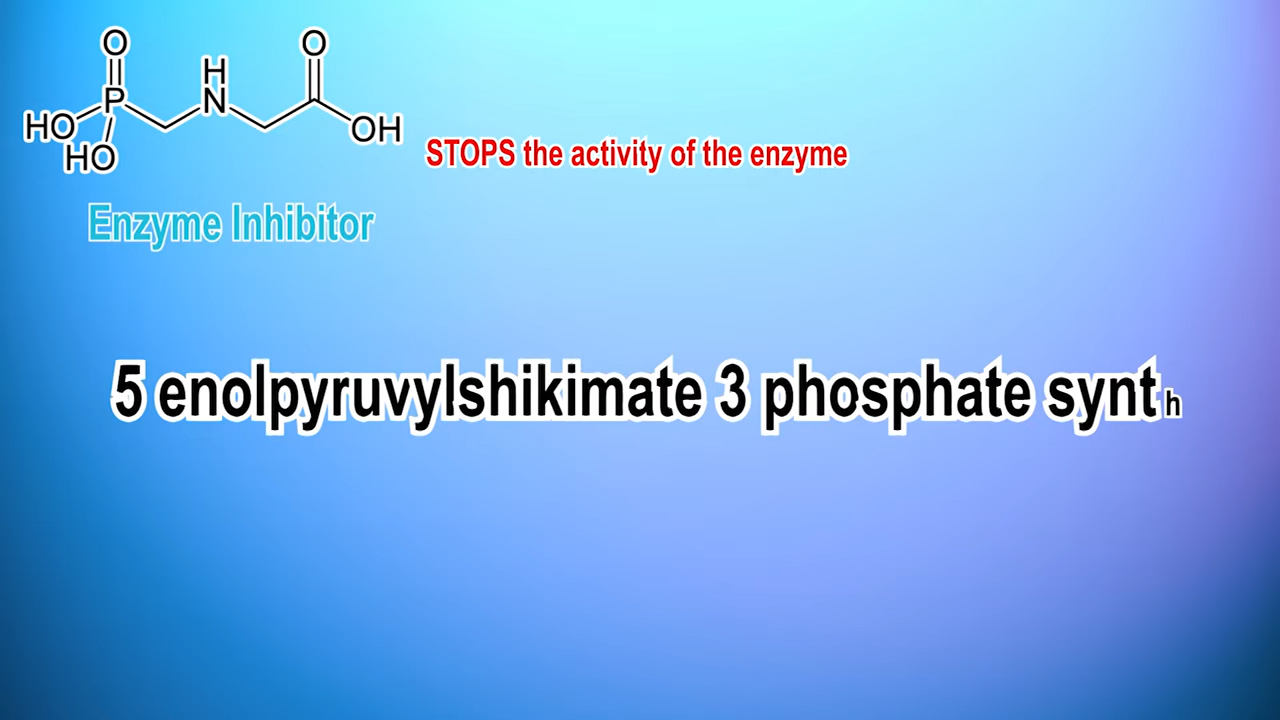 O
O
H
P
N
HO
OH
HO
STOPS the activity of the enzyme
Enzyme Inhibitor
5 enolpyruvylshikimate 3 phosphate synth